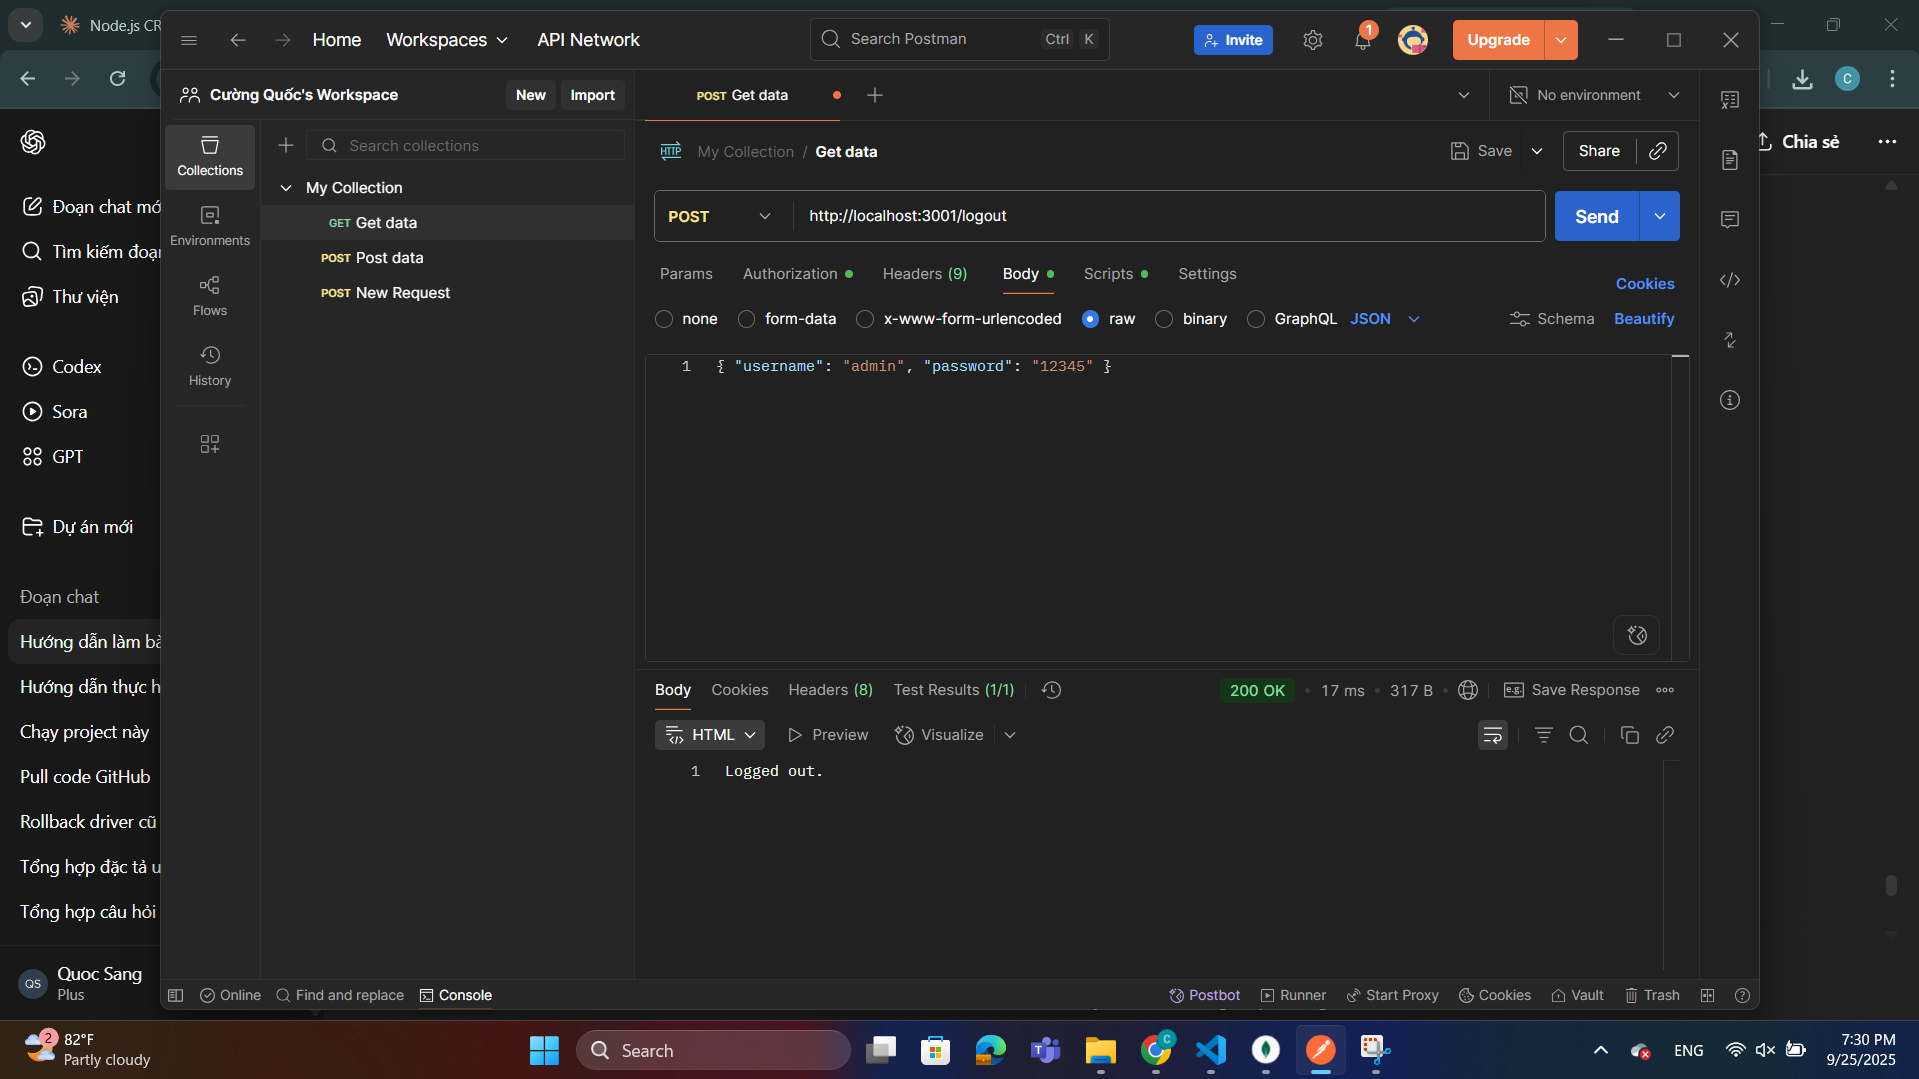 Node.js CR
Home
Workspaces
API Network
Search Postman
Ctrl
K
Invite
1
Upgrade
C
Cường Quốc's Workspace
New
Import
POST Get data
No environment
Chia sẻ
Collections
Search collections
HTTP
My Collection / Get data
Save
Share
Đoạn chat mớ
My Collection
Environments
GET Get data
POST
http://localhost:3001/logout
Send
Tìm kiếm đoạn
POST Post data
Params
Authorization
Headers (9)
Body
Scripts
Settings
Cookies
Thư viện
Flows
POST New Request
none
form-data
x-www-form-urlencoded
raw
binary
GraphQL
JSON
Schema
Beautify
Codex
History
1 { "username": "admin", "password": "12345" }
Sora
GPT
Dự án mới
Đoạn chat
Hướng dẫn làm bà
Hướng dẫn thực h
Chạy project này
Pull code GitHub
Rollback driver cũ
Tổng hợp đặc tả u
Tổng hợp câu hỏi
Body
Cookies
Headers (8)
Test Results (1/1)
200 OK
17 ms
317 B
e.g.
Save Response
HTML
Preview
Visualize
1 Logged out.
QS
Quoc Sang
Plus
Online
Find and replace
Console
Postbot
Runner
Start Proxy
Cookies
Vault
Trash
2
82°F
Partly cloudy
Search
C
ENG
7:30 PM
9/25/2025